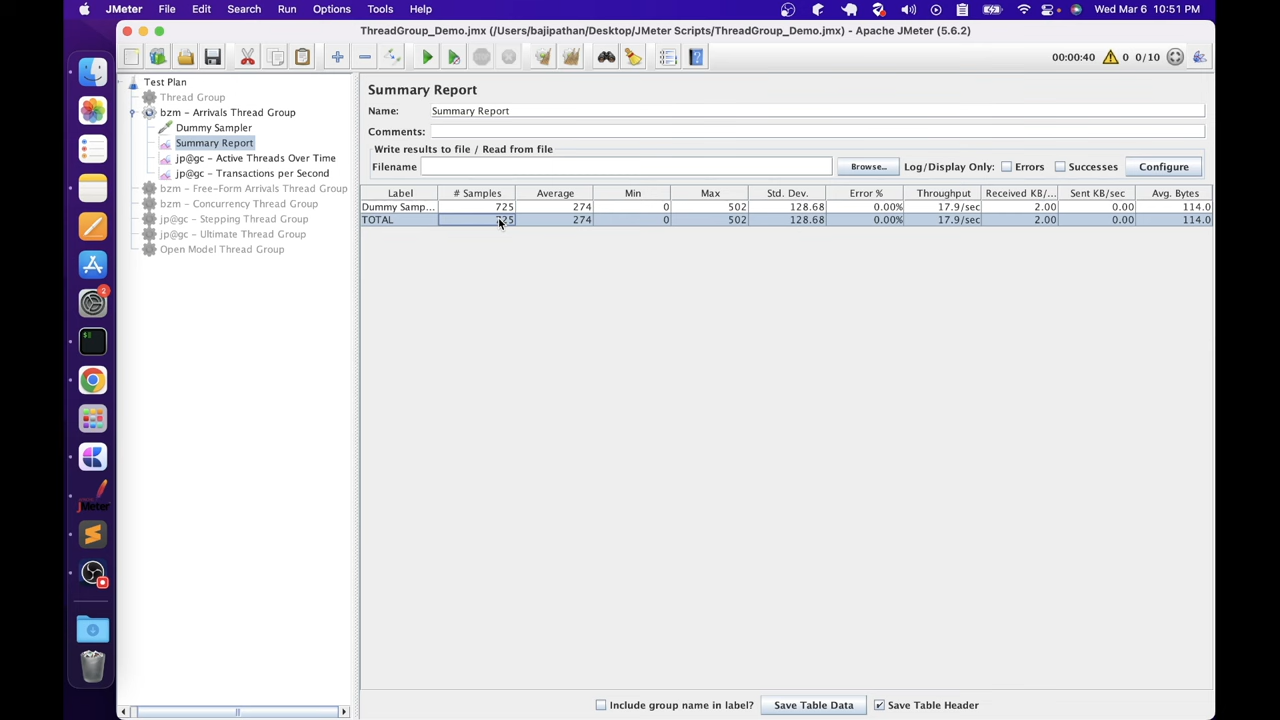 JMeter File Edit Search Run Options Tools Help Wed Mar 6 10:51 PM
ThreadGroup_Demo.jmx (/Users/bajipathan/Desktop/JMeter Scripts/ThreadGroup_Demo.jmx) - Apache JMeter (5.6.2)
00:00:40 0 0/10
Test Plan
Thread Group
bzm - Arrivals Thread Group
Dummy Sampler
Summary Report
jp@gc - Active Threads Over Time
jp@gc - Transactions per Second
bzm - Free-Form Arrivals Thread Group
bzm - Concurrency Thread Group
jp@gc - Stepping Thread Group
jp@gc - Ultimate Thread Group
Open Model Thread Group
2
JMeter
Summary Report
Name: Summary Report
Comments:
Write results to file / Read from file
Filename Browse... Log/Display Only: Errors Successes Configure
Label # Samples Average Min Max Std. Dev. Error % Throughput Received KB/... Sent KB/sec Avg. Bytes
Dummy Samp... 725 274 0 502 128.68 0.00% 17.9/sec 2.00 0.00 114.0
TOTAL 725 274 0 502 128.68 0.00% 17.9/sec 2.00 0.00 114.0
Include group name in label? Save Table Data Save Table Header